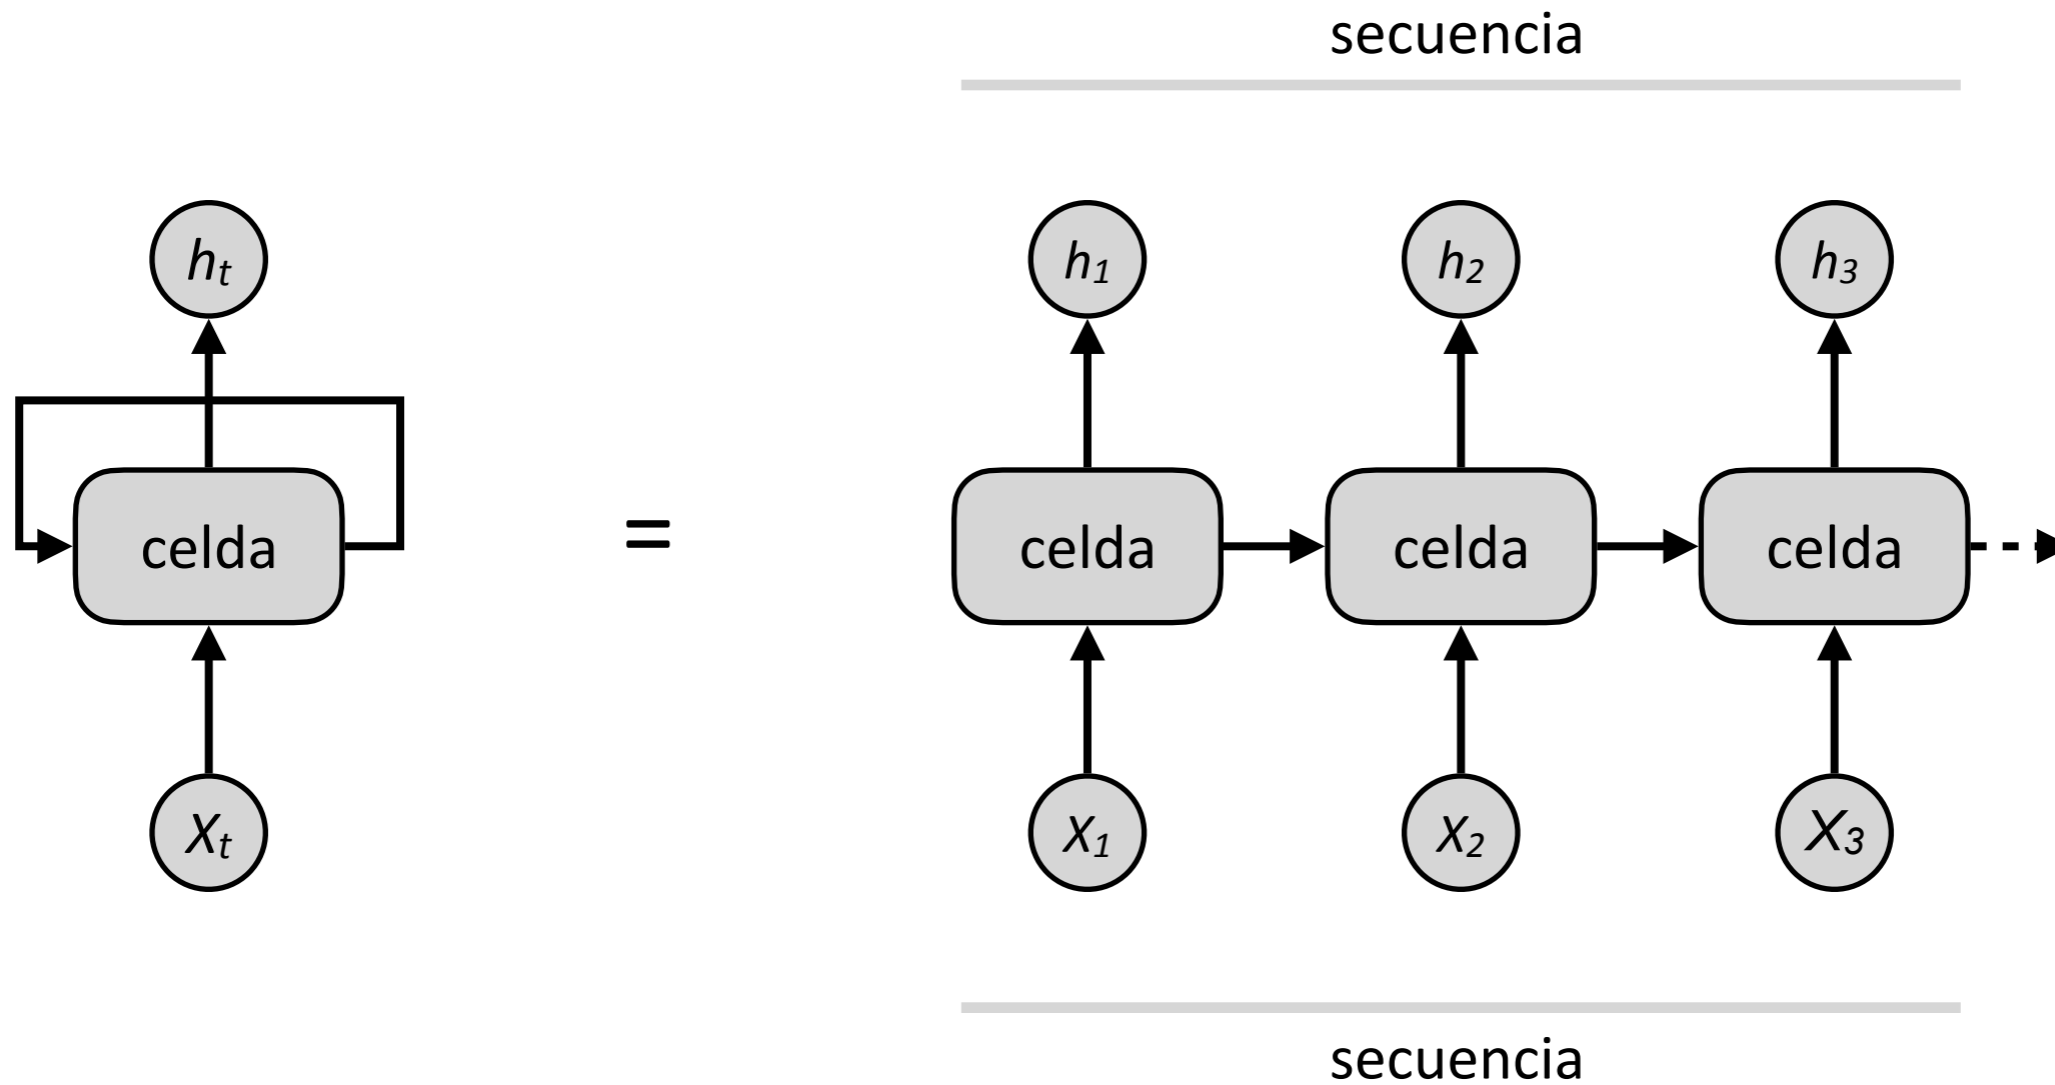 secuencia
hₜ
h₁
h₂
h₃
celda
=
celda
celda
celda
Xₜ
X₁
X₂
X₃
secuencia